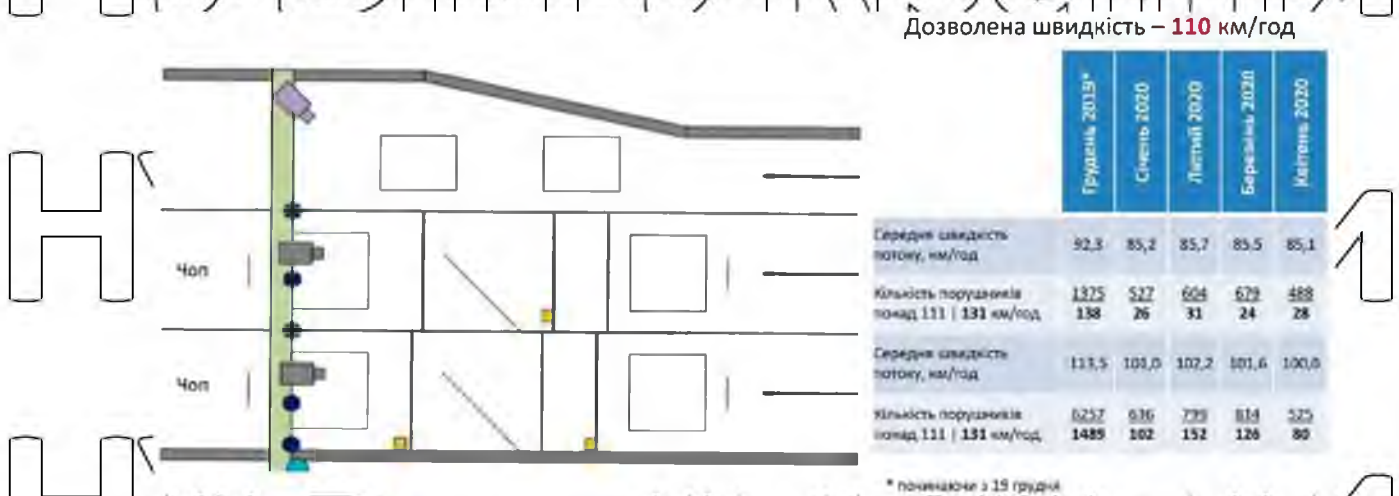 Дозволена швидкість – 110 км/год
Грудень 2019*
Січень 2020
Лютий 2020
Березінь 2020
Квітень 2020
Середня швидкість
потоку, км/год
92,3 85,2 85,7 85,5 85,1
Кількість порушників
понад 111 | 131 км/год
1375 527 604 679 488
138 26 31 24 28
Середня швидкість
потоку, км/год
113,5 101,0 102,2 101,6 100,0
Кількість порушників
понад 111 | 131 км/год
6257 636 799 814 525
1489 102 152 126 80
* починаючи з 19 грудня
Чоп
Чоп